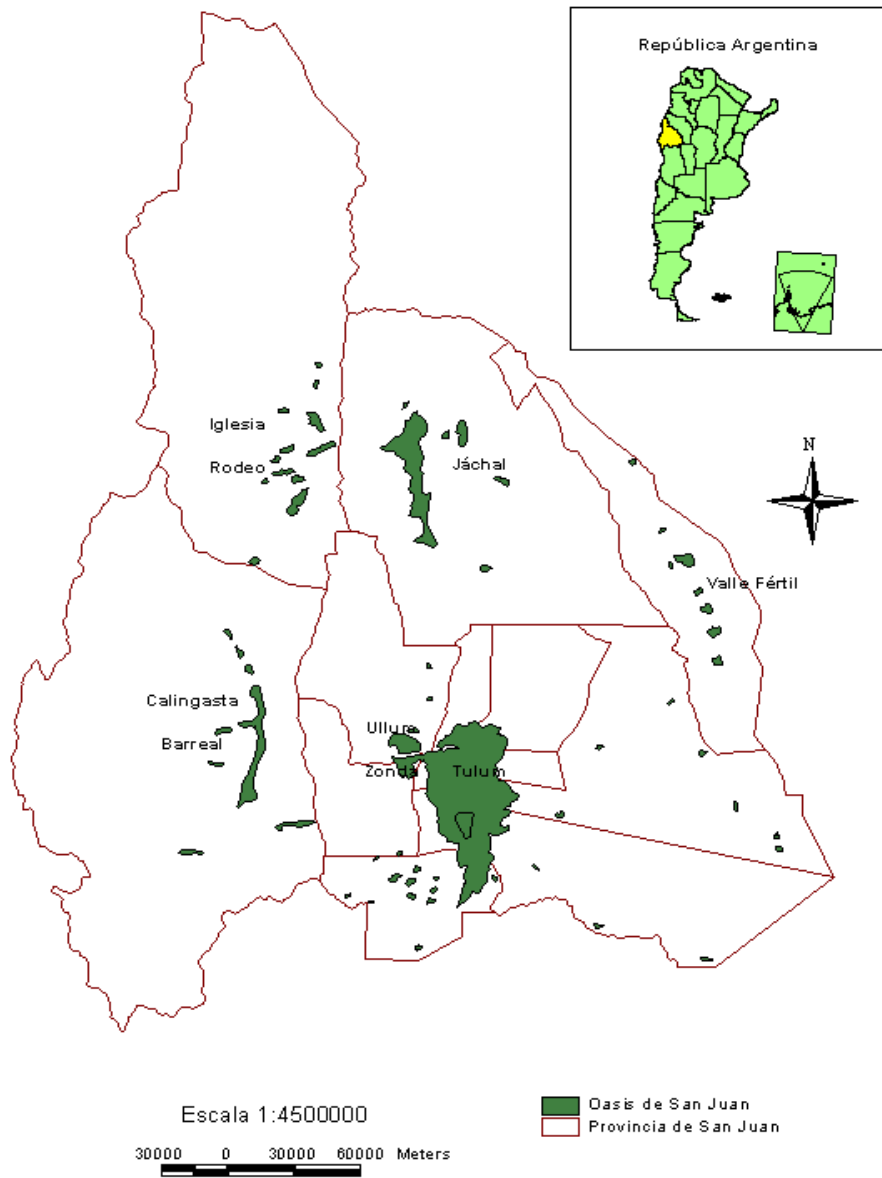 República Argentina
Iglesia
Rodeo
Jáchal
N
Valle Fértil
Calingasta
Barreal
Ullum
Zonda
Tulum
Escala 1:4500000
30000 0 30000 60000 Meters
Oasis de San Juan
Provincia de San Juan